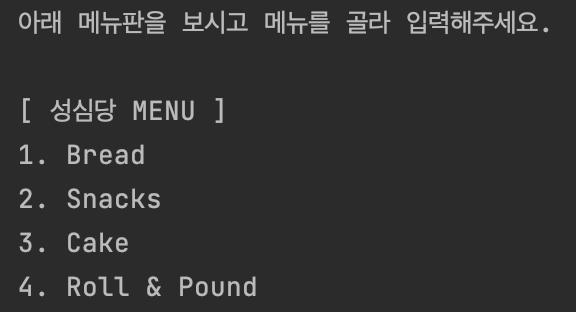 아래 메뉴판을 보시고 메뉴를 골라 입력해주세요.
[ 성심당 MENU ]
1. Bread
2. Snacks
3. Cake
4. Roll & Pound